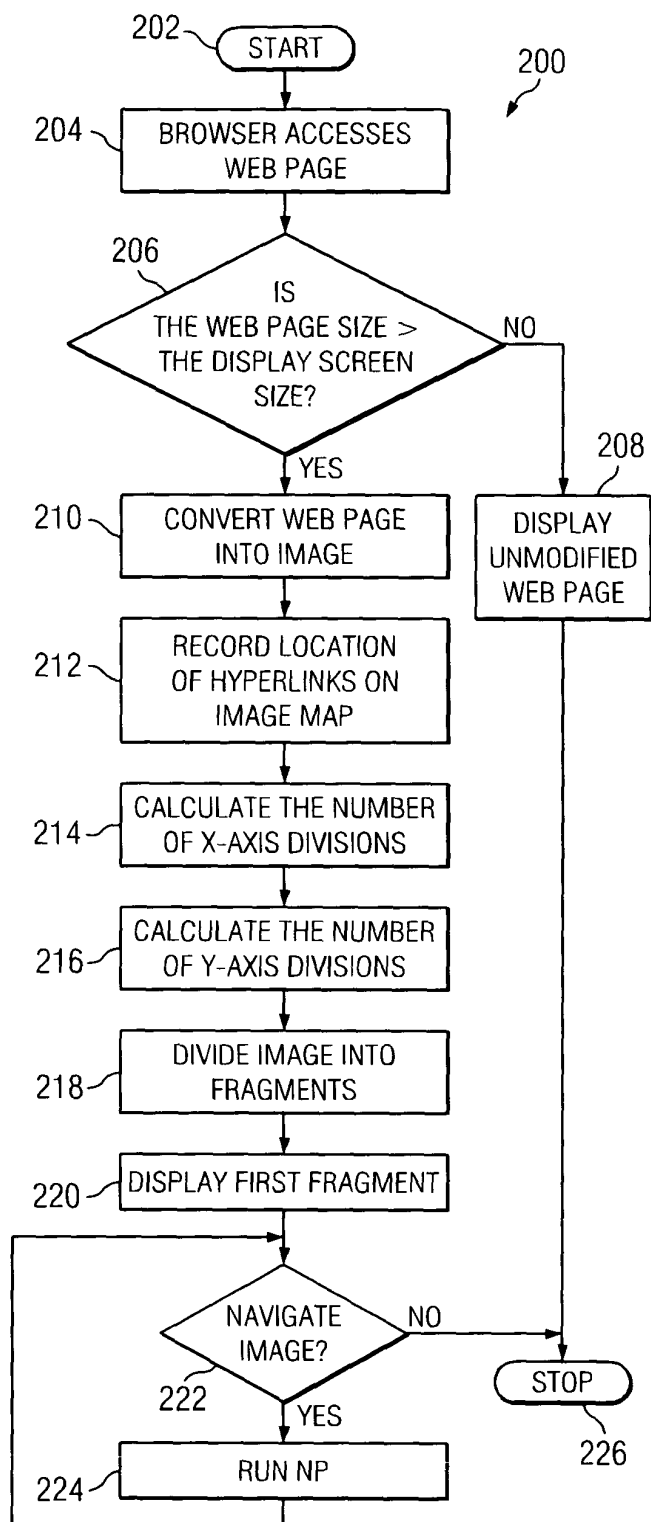 202
START
200
204
BROWSER ACCESSES
WEB PAGE
206
IS
THE WEB PAGE SIZE >
THE DISPLAY SCREEN
SIZE?
NO
YES
208
DISPLAY
UNMODIFIED
WEB PAGE
210
CONVERT WEB PAGE
INTO IMAGE
212
RECORD LOCATION
OF HYPERLINKS ON
IMAGE MAP
214
CALCULATE THE NUMBER
OF X-AXIS DIVISIONS
216
CALCULATE THE NUMBER
OF Y-AXIS DIVISIONS
218
DIVIDE IMAGE INTO
FRAGMENTS
220
DISPLAY FIRST FRAGMENT
NAVIGATE
IMAGE?
NO
222
YES
STOP
226
224
RUN NP